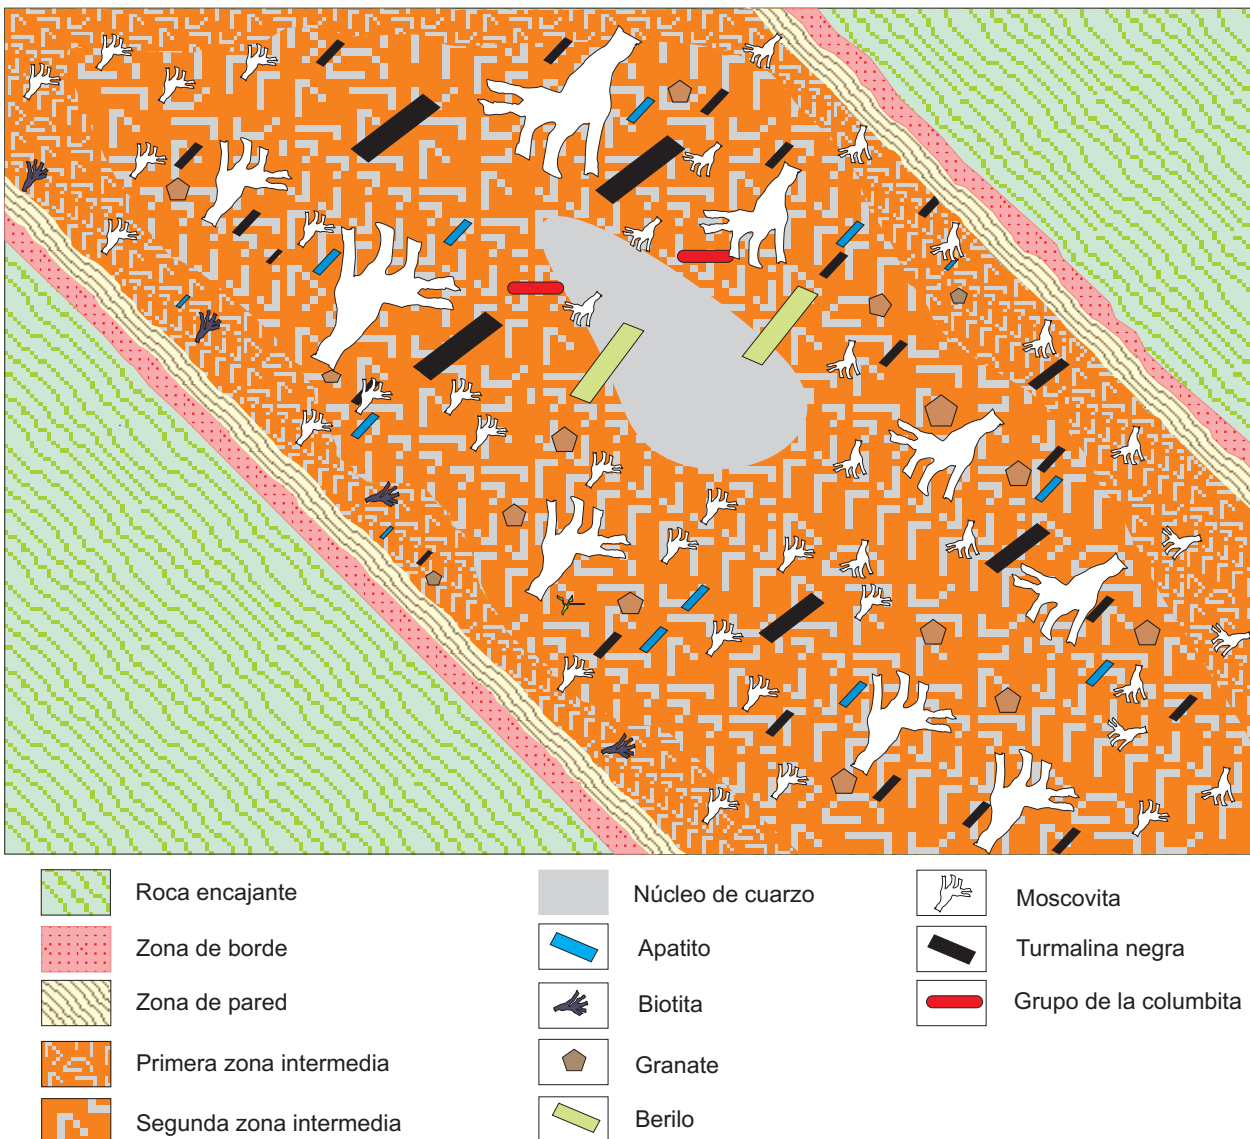 Roca encajante
Zona de borde
Zona de pared
Primera zona intermedia
Segunda zona intermedia
Núcleo de cuarzo
Apatito
Biotita
Granate
Berilo
Moscovita
Turmalina negra
Grupo de la columbita